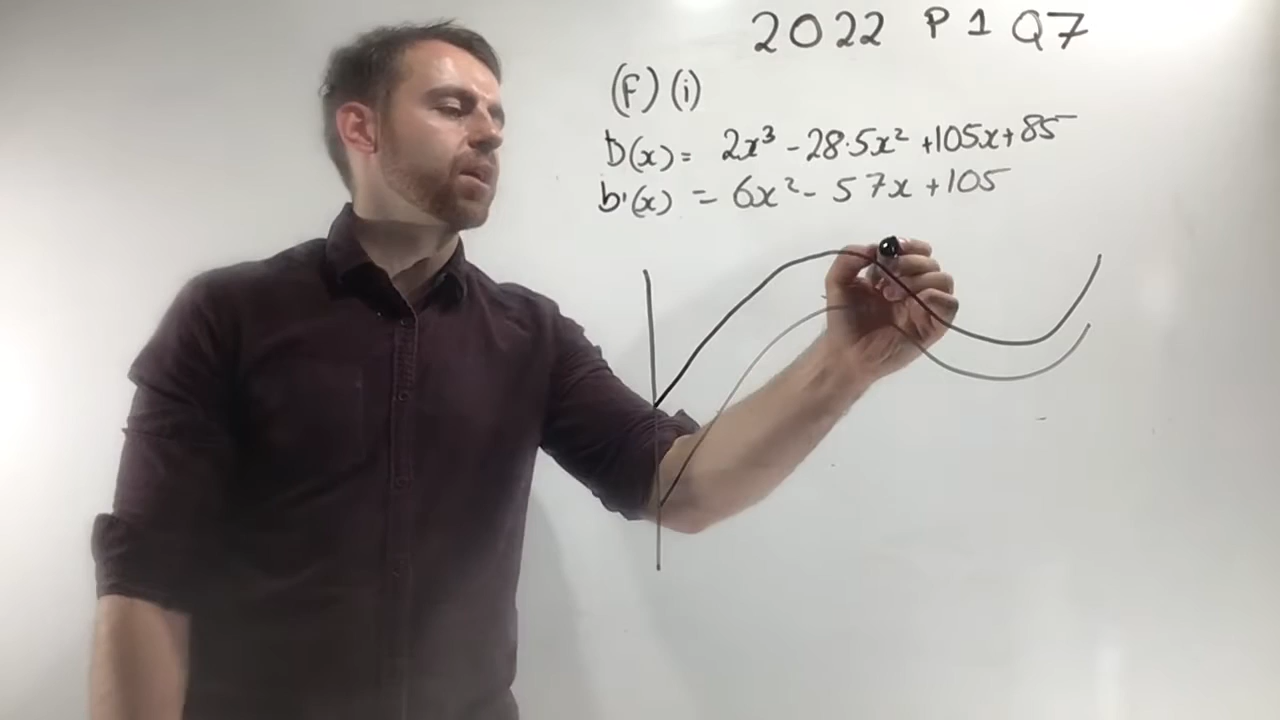 2022 P1 Q7
(F) (i)
b(x) = 2x³ - 28·5x² + 105x + 85
b'(x) = 6x² - 57x + 105